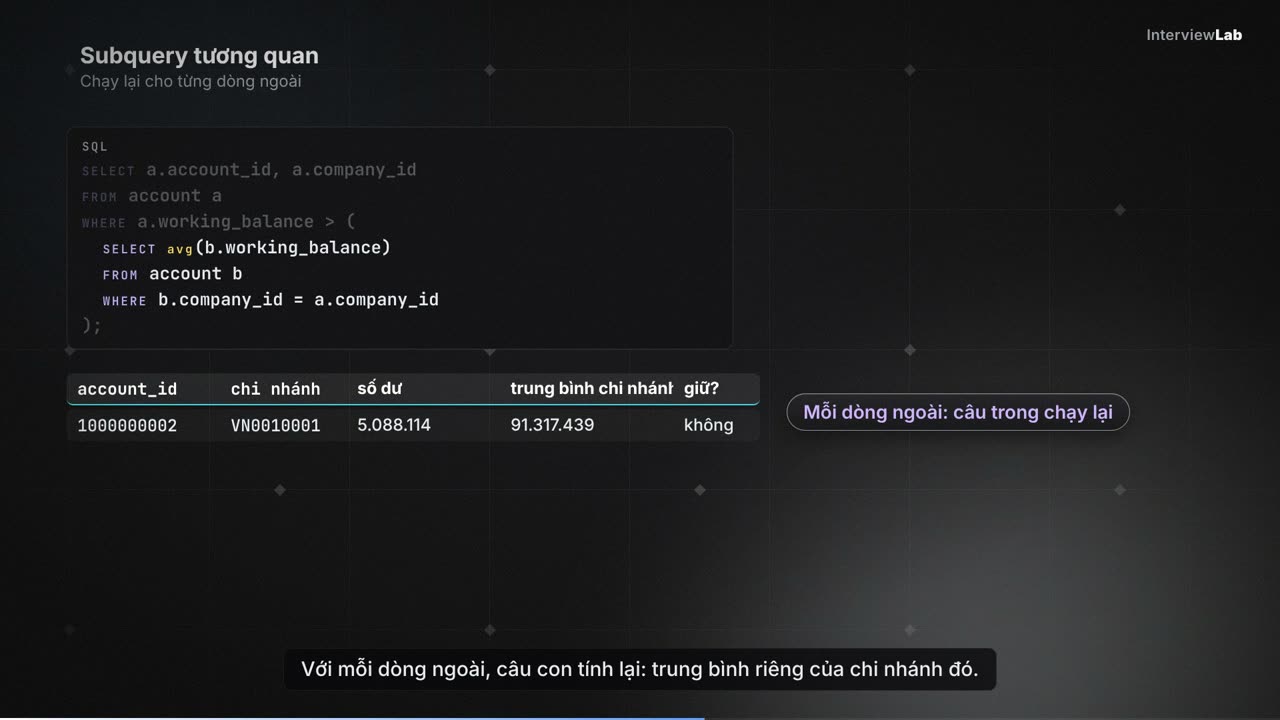 Subquery tương quan
Chạy lại cho từng dòng ngoài
InterviewLab
SQL
SELECT a.account_id, a.company_id
FROM account a
WHERE a.working_balance > (
SELECT avg(b.working_balance)
FROM account b
WHERE b.company_id = a.company_id
);
account_id chi nhánh số dư trung bình chi nhánh giữ?
1000000002 VN0010001 5.088.114 91.317.439 không
Mỗi dòng ngoài: câu trong chạy lại
Với mỗi dòng ngoài, câu con tính lại: trung bình riêng của chi nhánh đó.